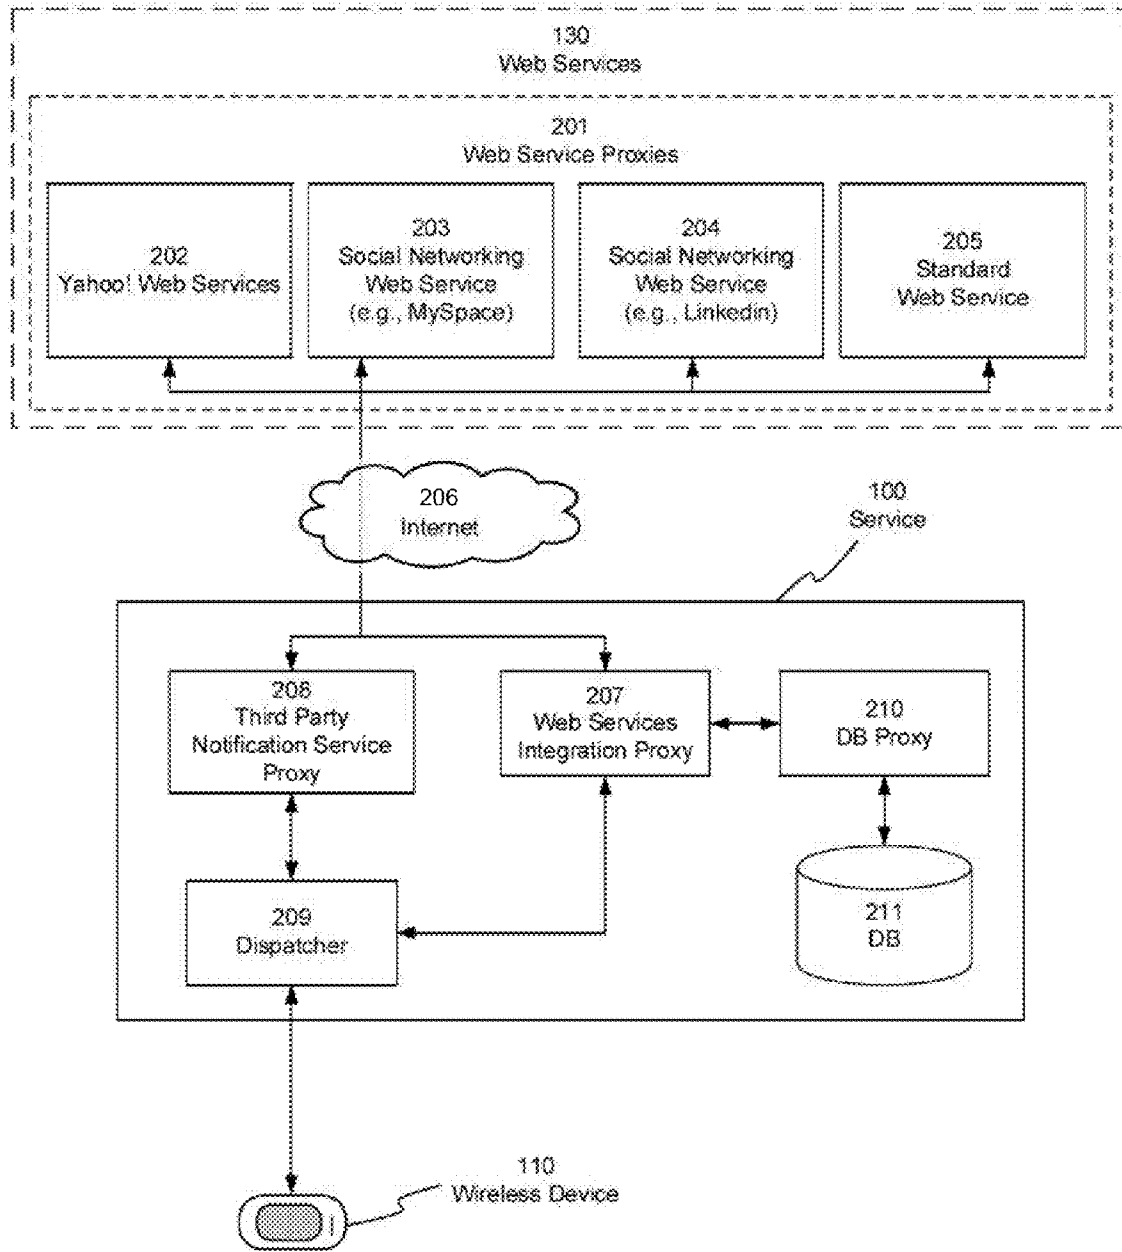 130
Web Services
201
Web Service Proxies
202
Yahoo! Web Services
203
Social Networking
Web Service
(e.g., MySpace)
204
Social Networking
Web Service
(e.g., Linkedin)
205
Standard
Web Service
206
Internet
100
Service
208
Third Party
Notification Service
Proxy
207
Web Services
Integration Proxy
210
DB Proxy
209
Dispatcher
211
DB
110
Wireless Device